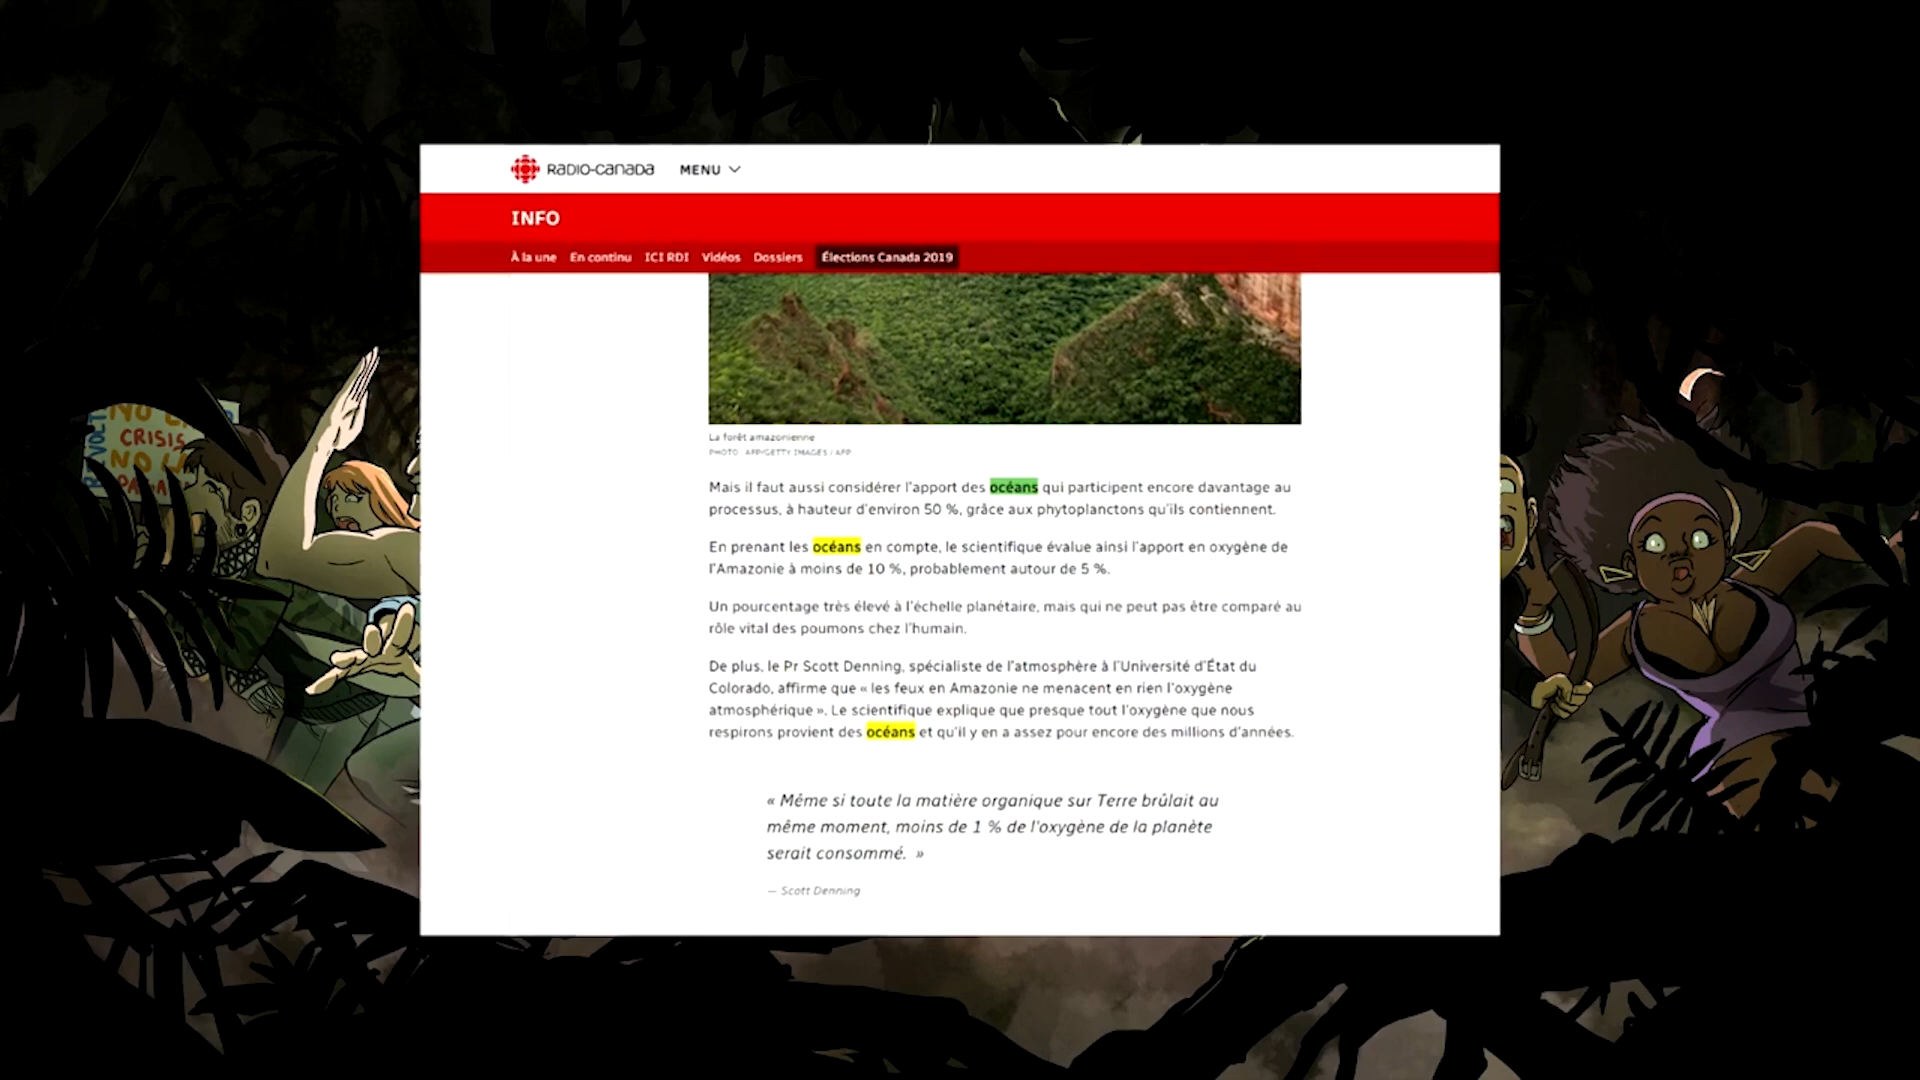 RADIO-CANADA MENU
INFO
À la une En continu ICI RDI Vidéos Dossiers Élections Canada 2019
CRISIS
La forêt amazonienne
PHOTO : AFP/GETTY IMAGES / AFP
Mais il faut aussi considérer l'apport des océans qui participent encore davantage au
processus, à hauteur d'environ 50 %, grâce aux phytoplanctons qu'ils contiennent.
En prenant les océans en compte, le scientifique évalue ainsi l'apport en oxygène de
l'Amazonie à moins de 10 %, probablement autour de 5 %.
Un pourcentage très élevé à l'échelle planétaire, mais qui ne peut pas être comparé au
rôle vital des poumons chez l'humain.
De plus, le Pr Scott Denning, spécialiste de l'atmosphère à l'Université d'État du
Colorado, affirme que « les feux en Amazonie ne menacent en rien l'oxygène
atmosphérique ». Le scientifique explique que presque tout l'oxygène que nous
respirons provient des océans et qu'il y en a assez pour encore des millions d'années.
« Même si toute la matière organique sur Terre brûlait au
même moment, moins de 1 % de l'oxygène de la planète
serait consommé. »
— Scott Denning